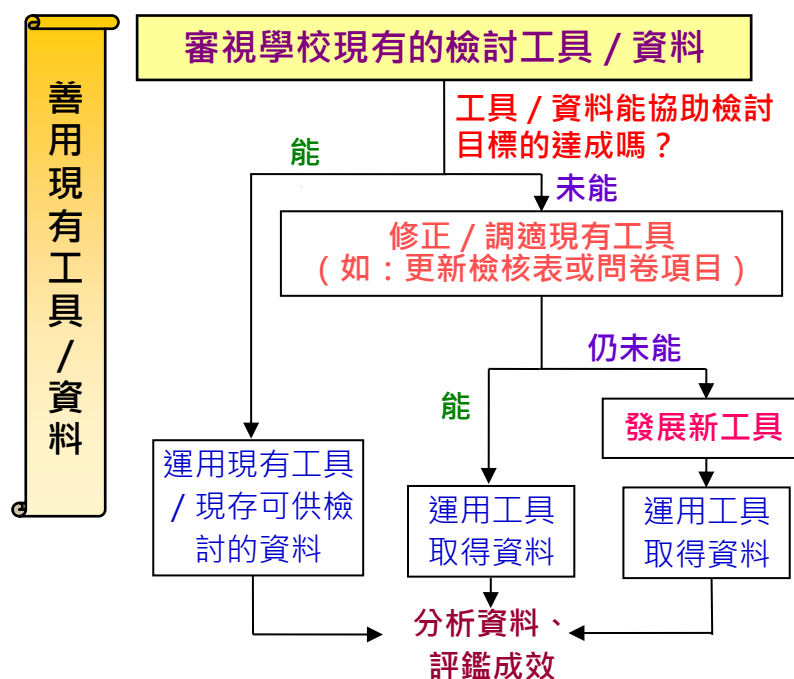 善用現有工具/資料
審視學校現有的檢討工具/資料
工具/資料能協助檢討
目標的達成嗎？
能
未能
修正/調適現有工具
（如：更新檢核表或問卷項目）
仍未能
能
發展新工具
運用現有工具
/現存可供檢
討的資料
運用工具
取得資料
運用工具
取得資料
分析資料、
評鑑成效